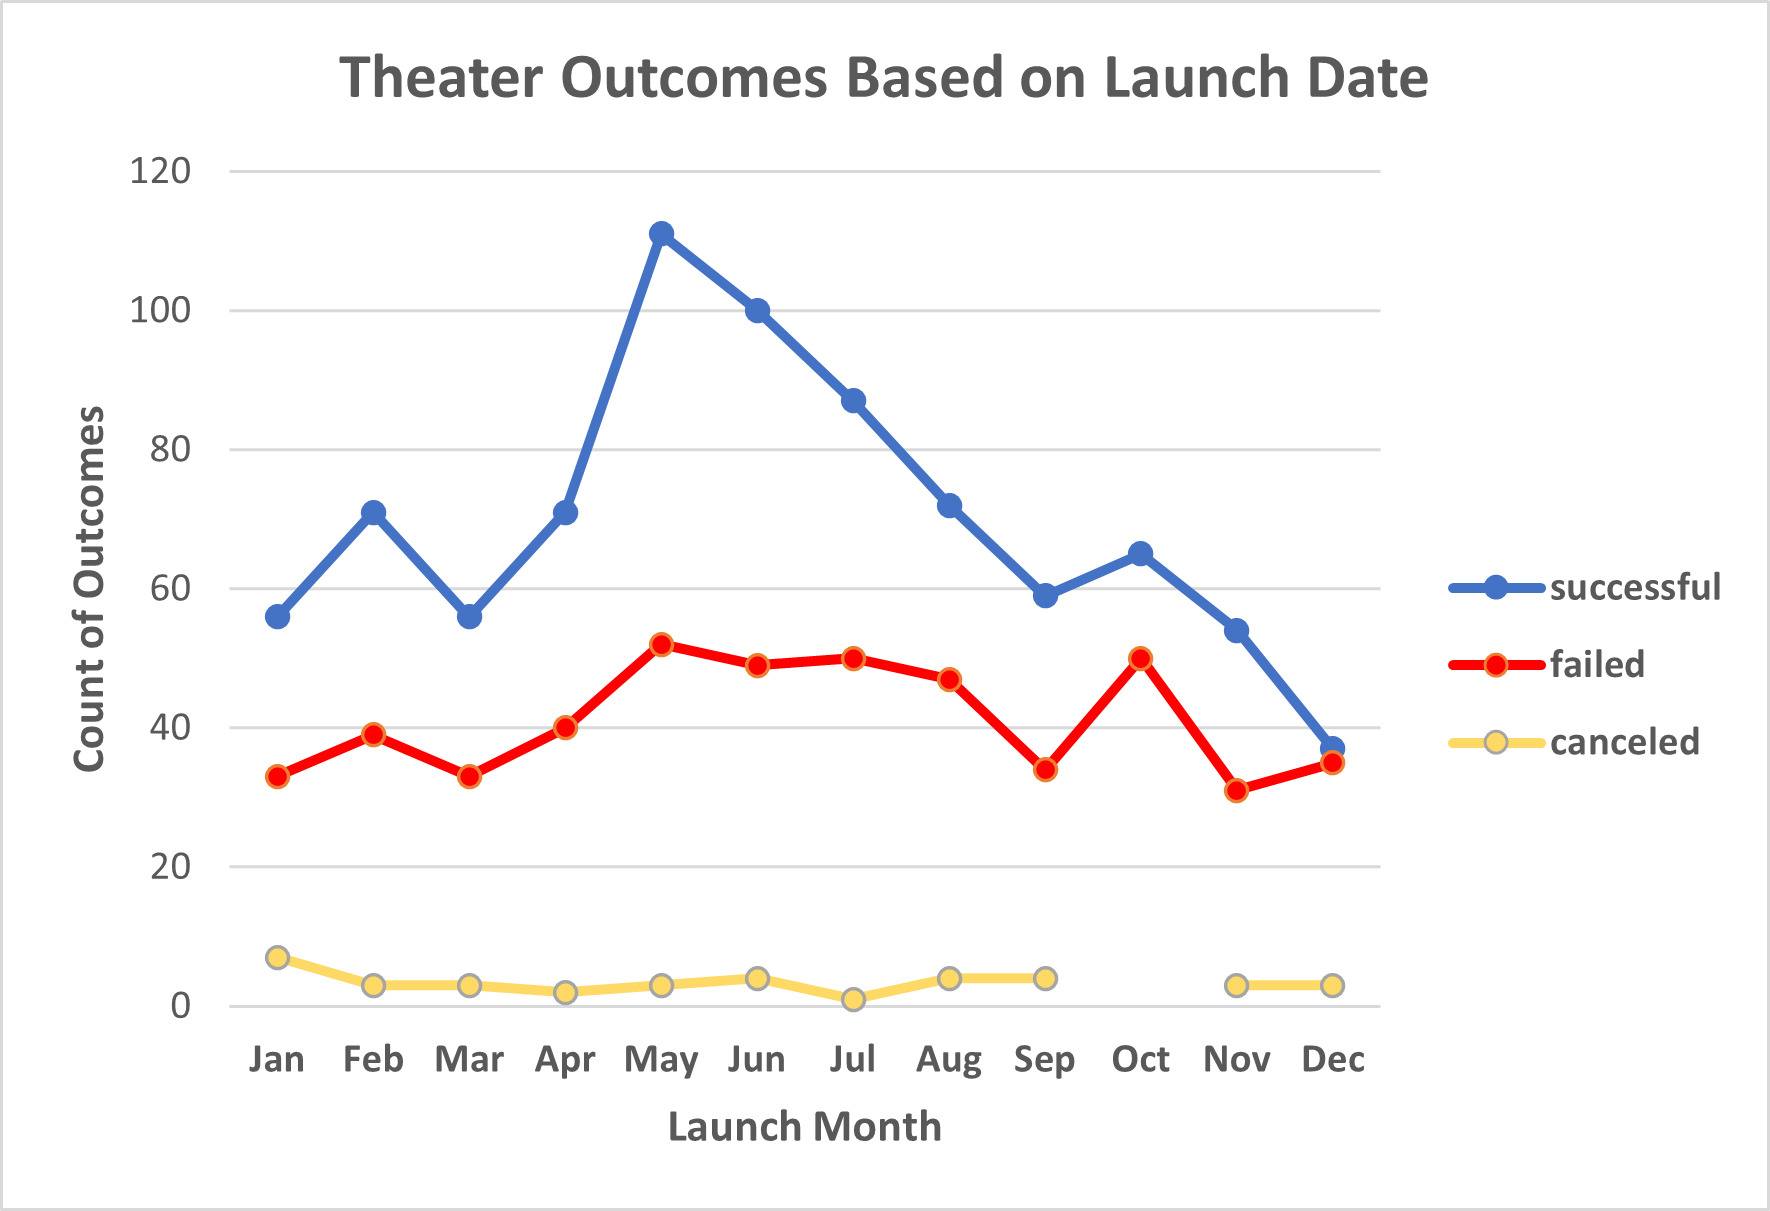 Theater Outcomes Based on Launch Date
120
100
80
60
40
20
0
Count of Outcomes
Jan Feb Mar Apr May Jun Jul Aug Sep Oct Nov Dec
Launch Month
successful
failed
canceled